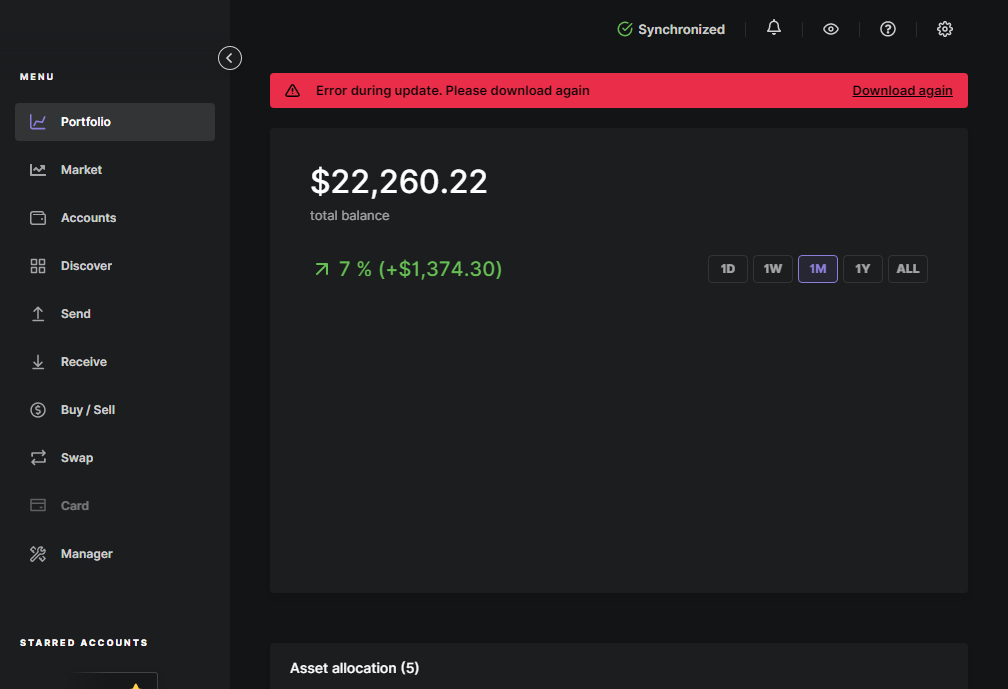 Synchronized
MENU
Error during update. Please download again Download again
Portfolio
Market
Accounts
Discover
Send
Receive
Buy / Sell
Swap
Card
Manager
STARRED ACCOUNTS
$22,260.22
total balance
7 % (+$1,374.30)
1D 1W 1M 1Y ALL
Asset allocation (5)